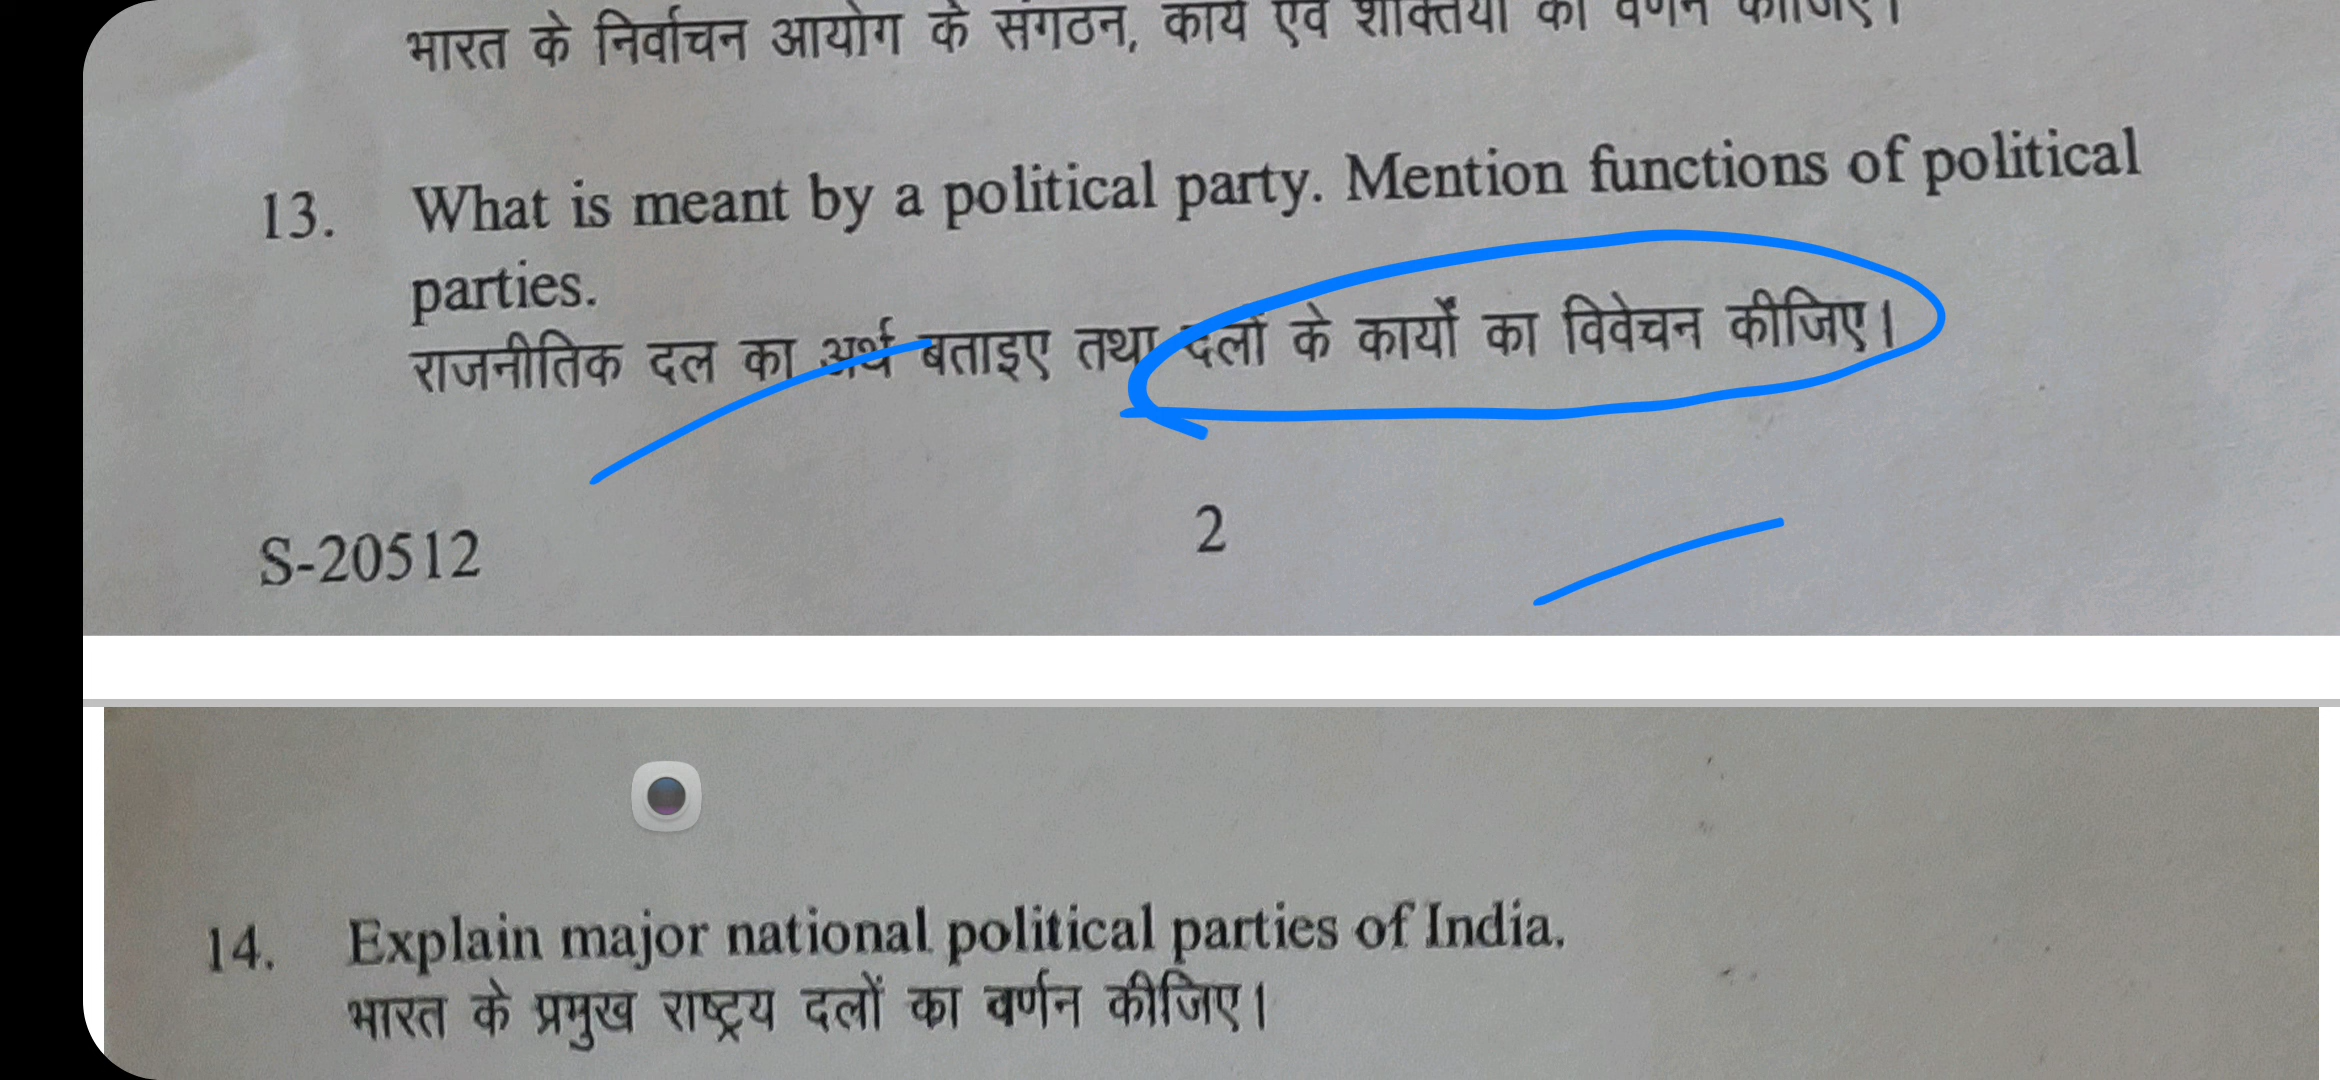 भारत के निर्वाचन आयोग के संगठन, कार्य एवं शक्तियों का वर्णन कीजिए।
13. What is meant by a political party. Mention functions of political
parties.
राजनीतिक दल का अर्थ बताइए तथा दलों के कार्यों का विवेचन कीजिए।
S-20512 2
14. Explain major national political parties of India.
भारत के प्रमुख राष्ट्रय दलों का वर्णन कीजिए।